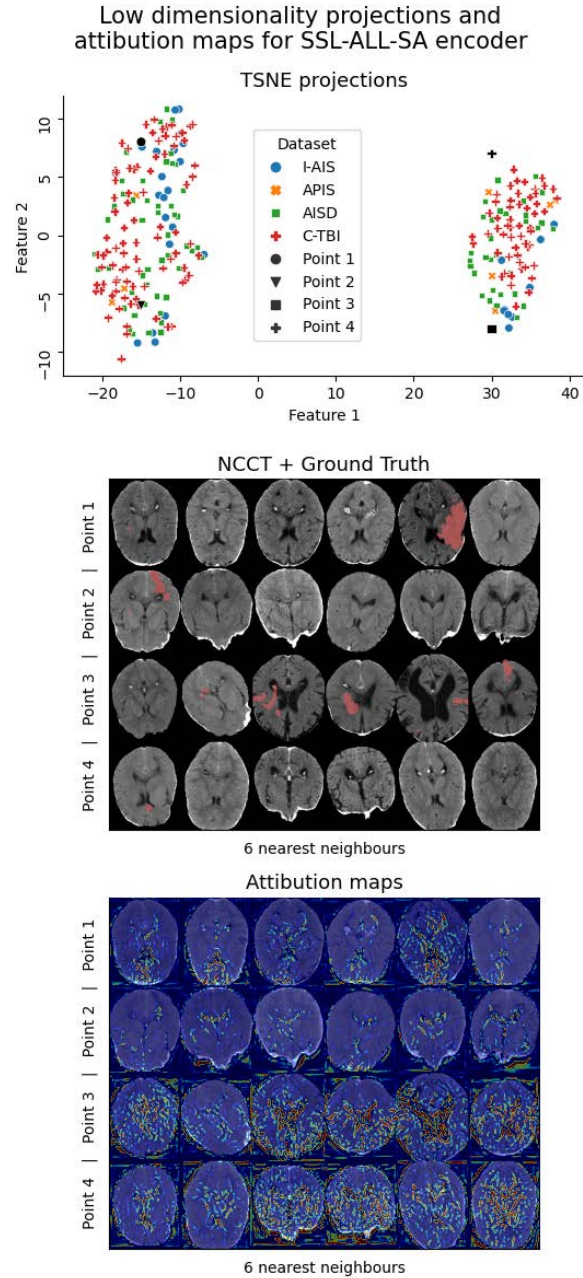 Low dimensionality projections and
attibution maps for SSL-ALL-SA encoder
TSNE projections
Feature 2
10
5
0
−5
−10
Dataset
I-AIS
APIS
AISD
C-TBI
Point 1
Point 2
Point 3
Point 4
−20 −10 0 10 20 30 40
Feature 1
NCCT + Ground Truth
Point 1
|
Point 2
|
Point 3
|
Point 4
6 nearest neighbours
Attibution maps
Point 1
|
Point 2
|
Point 3
|
Point 4
6 nearest neighbours